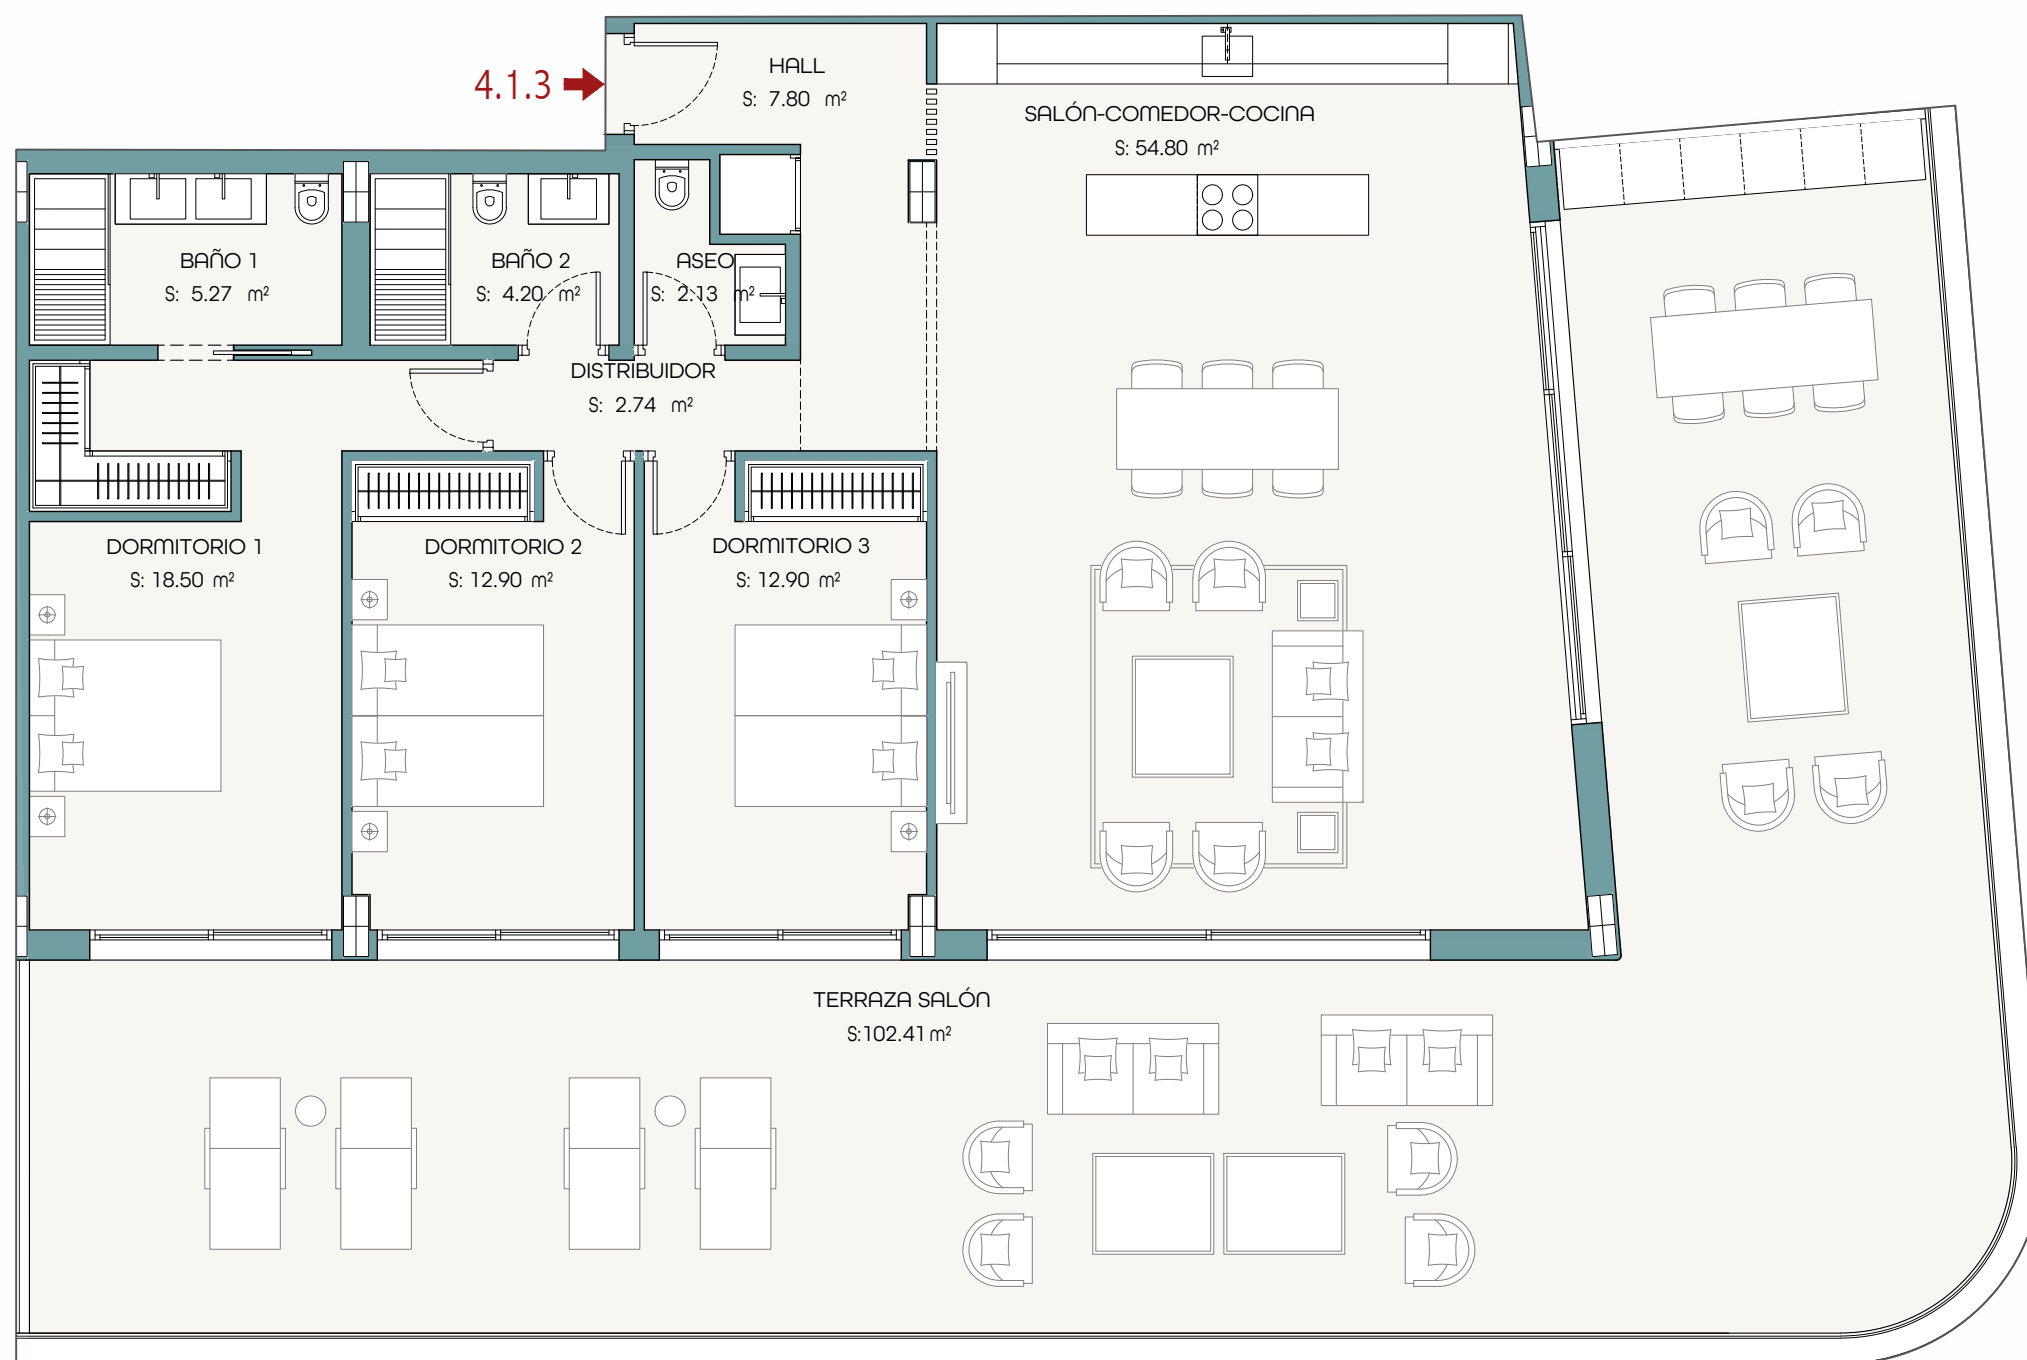 4.1.3
HALL
S: 7.80 m²
SALÓN-COMEDOR-COCINA
S: 54.80 m²
BAÑO 1
S: 5.27 m²
BAÑO 2
S: 4.20 m²
ASEO
S: 2.13 m²
DISTRIBUIDOR
S: 2.74 m²
DORMITORIO 1
S: 18.50 m²
DORMITORIO 2
S: 12.90 m²
DORMITORIO 3
S: 12.90 m²
TERRAZA SALÓN
S:102.41 m²